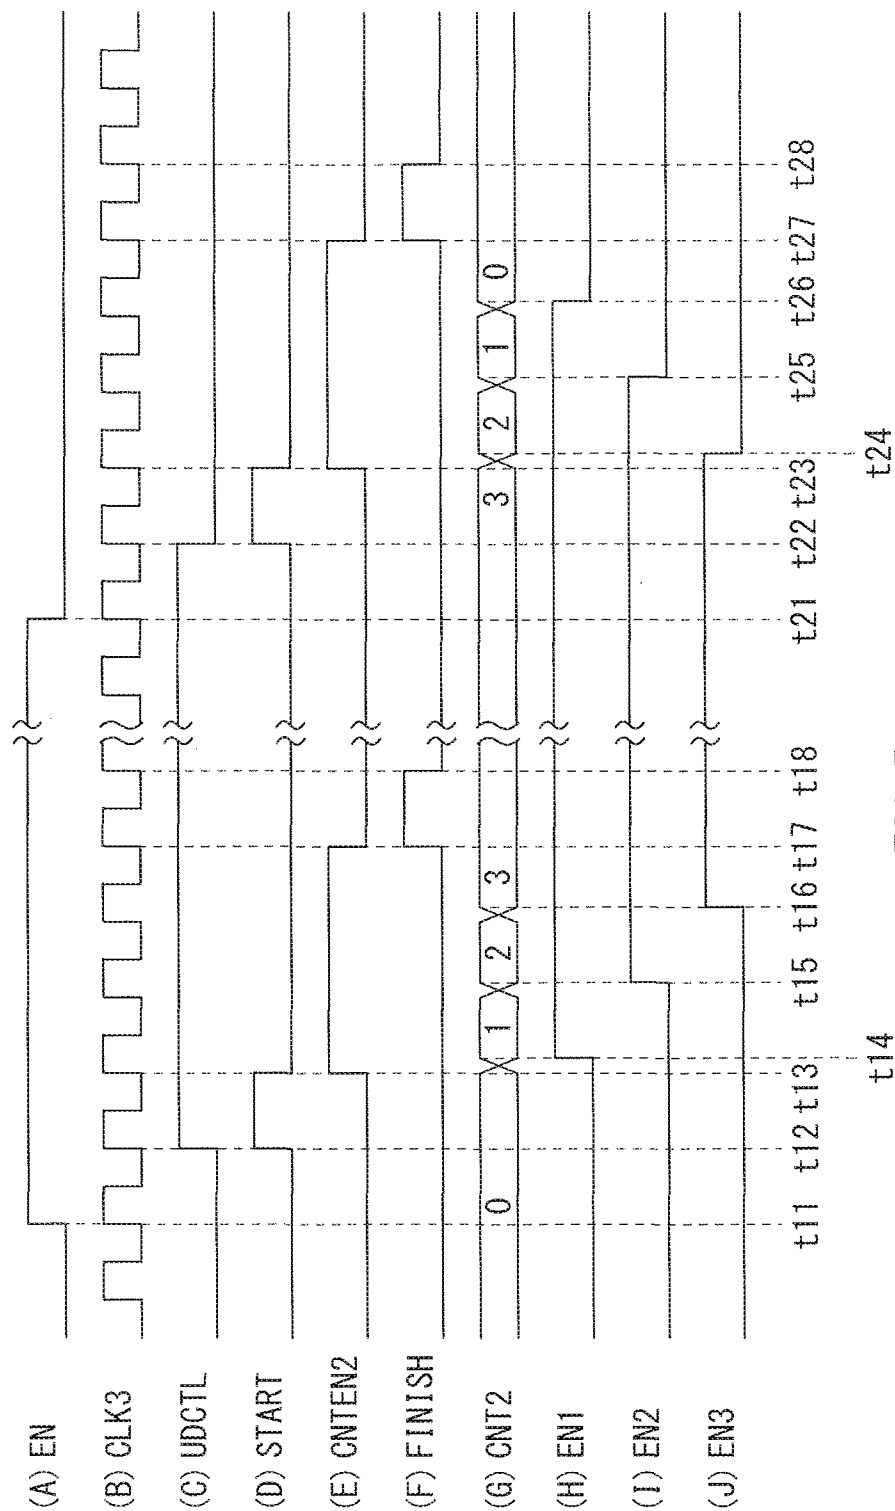 (A) EN
(B) CLK3
(C) UDCTL
(D) START
(E) CNTEN2
(F) FINISH
(G) CNT2
0 1 2 3 3 2 1 0
(H) EN1
(I) EN2
(J) EN3
t11 t12 t13 t15 t16 t17 t18 t21 t22 t23 t25 t26 t27 t28
t14 t24